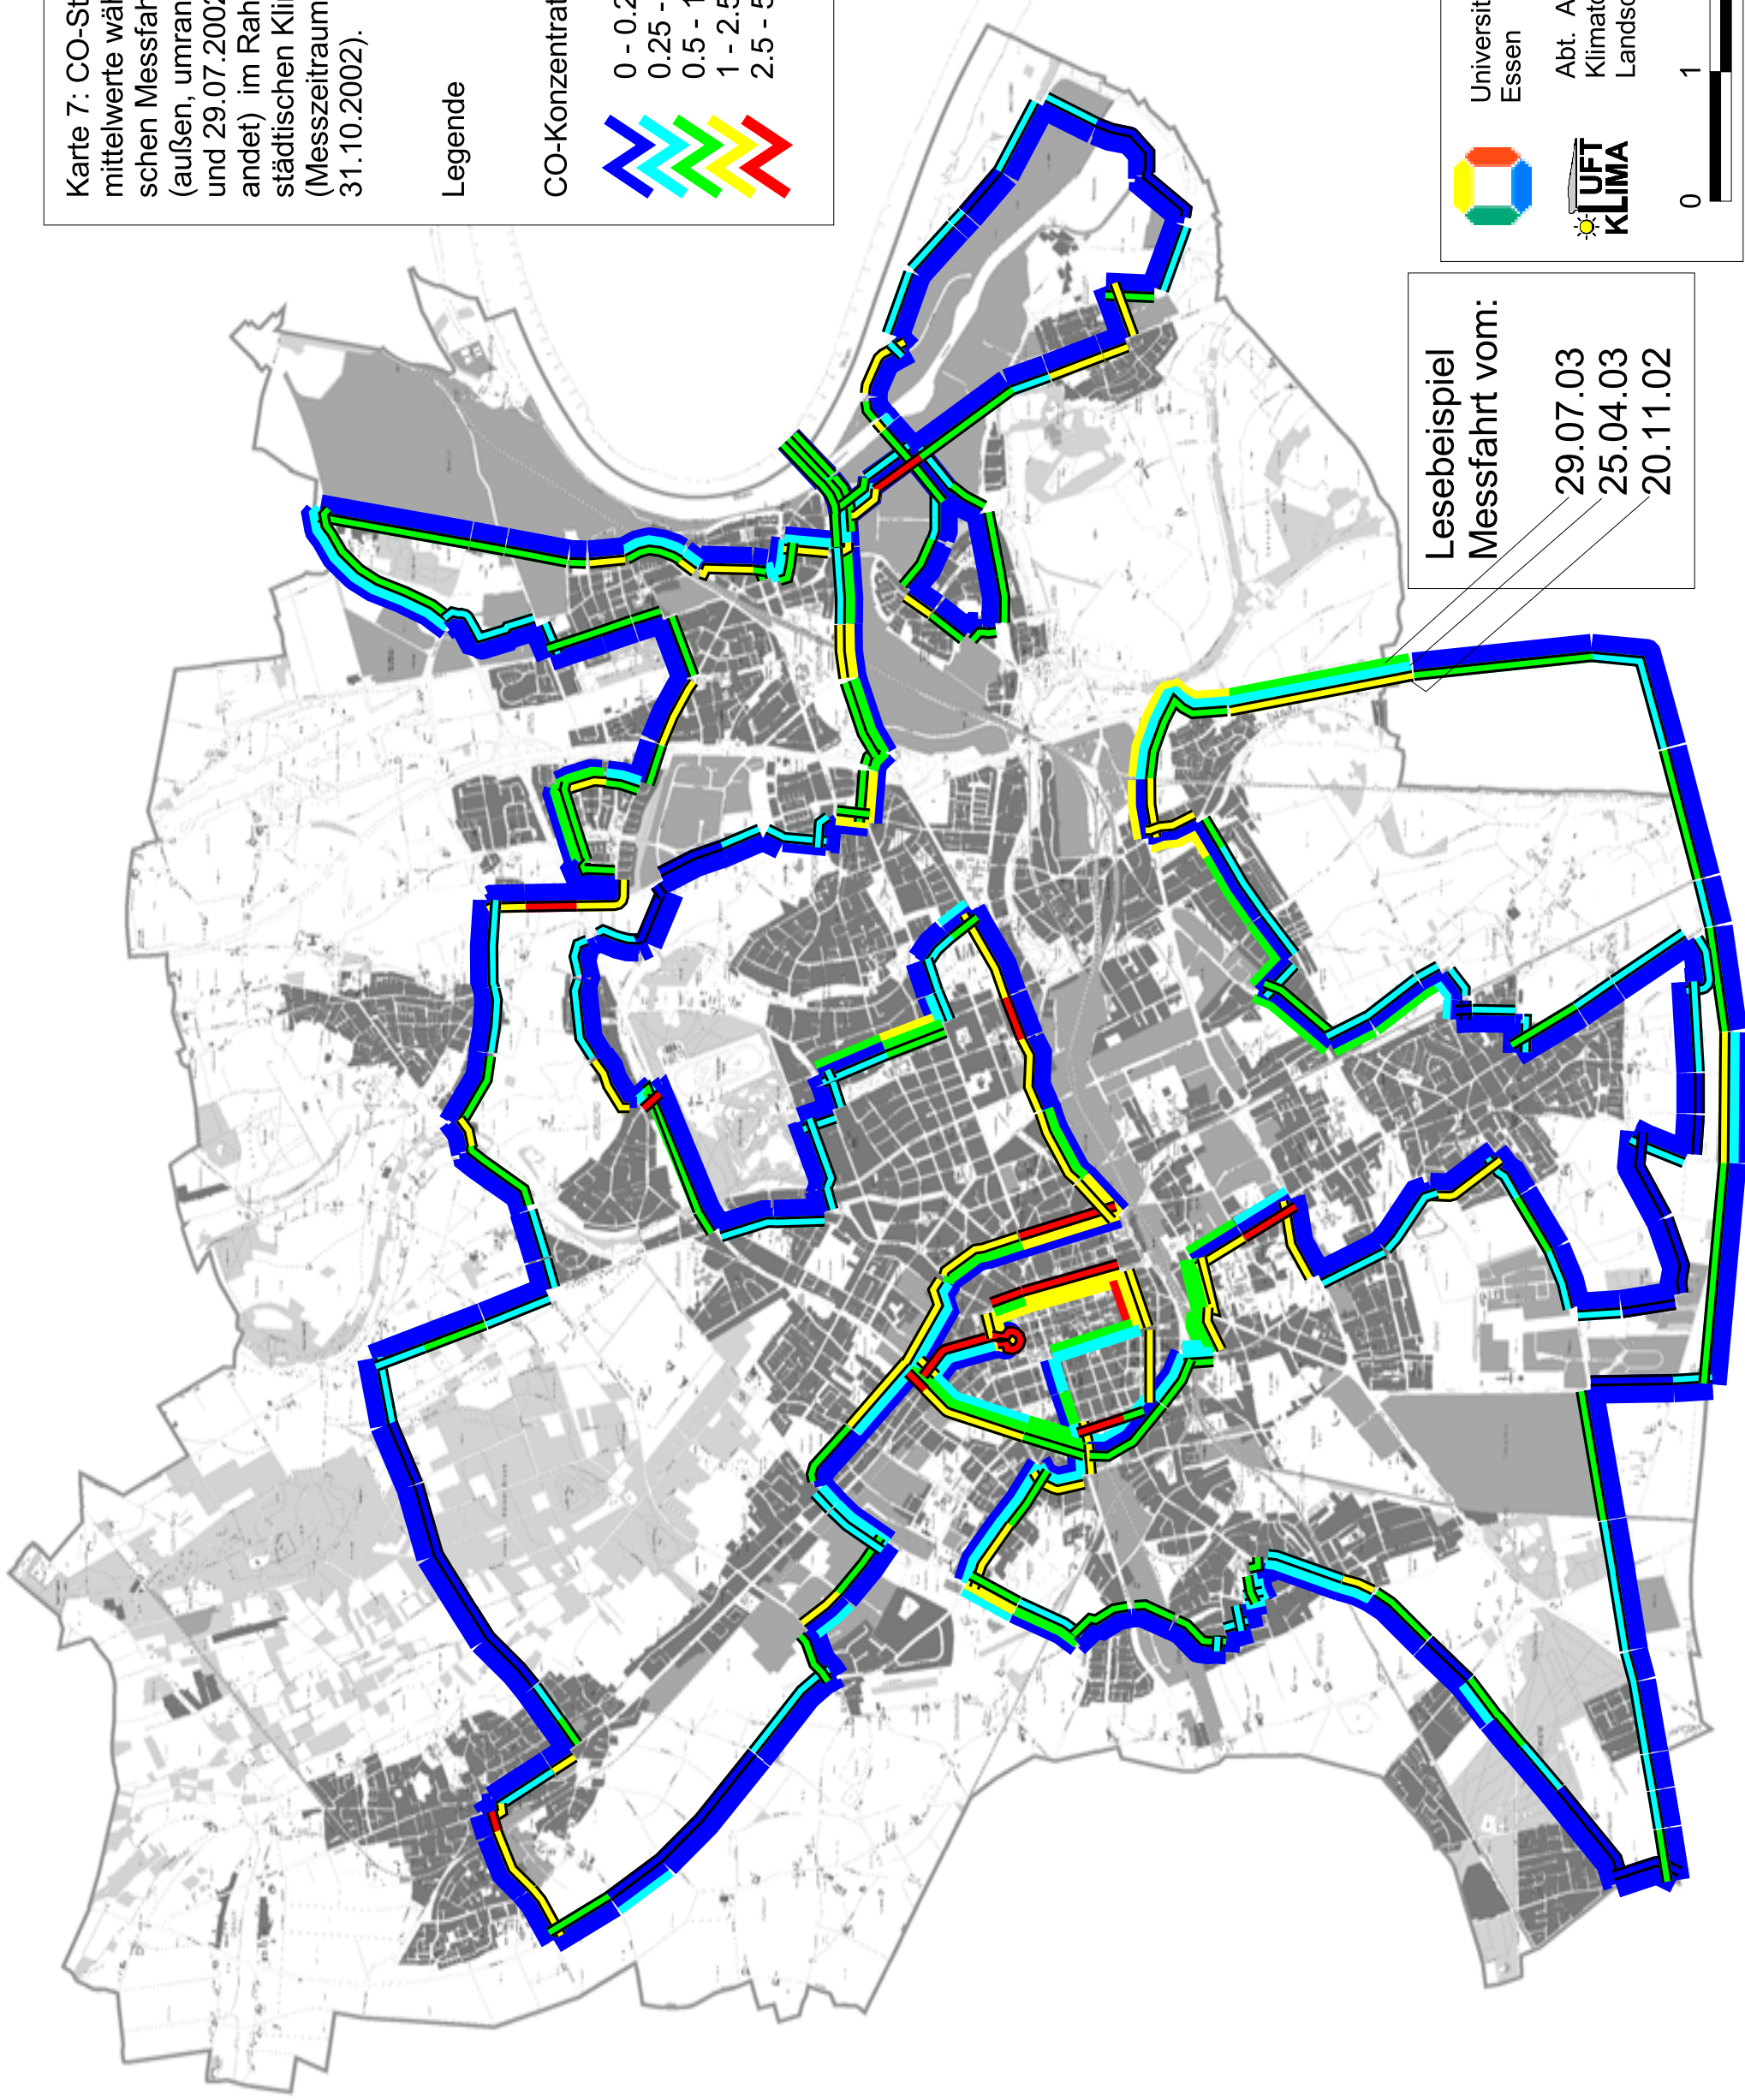 Karte 7: CO-St
mittelwerte wäh
schen Messfah
(außen, umran
und 29.07.2002
andet) im Rah
städtischen Kli
(Messzeitraum
31.10.2002).
Legende
CO-Konzentrat
0 - 0.2
0.25 -
0.5 - 1
1 - 2.5
2.5 - 5
Lesebeispiel
Messfahrt vom:
29.07.03
25.04.03
20.11.02
Universit
Essen
LUFT
KLIMA
Abt. A
Klimato
Landsc
0 1